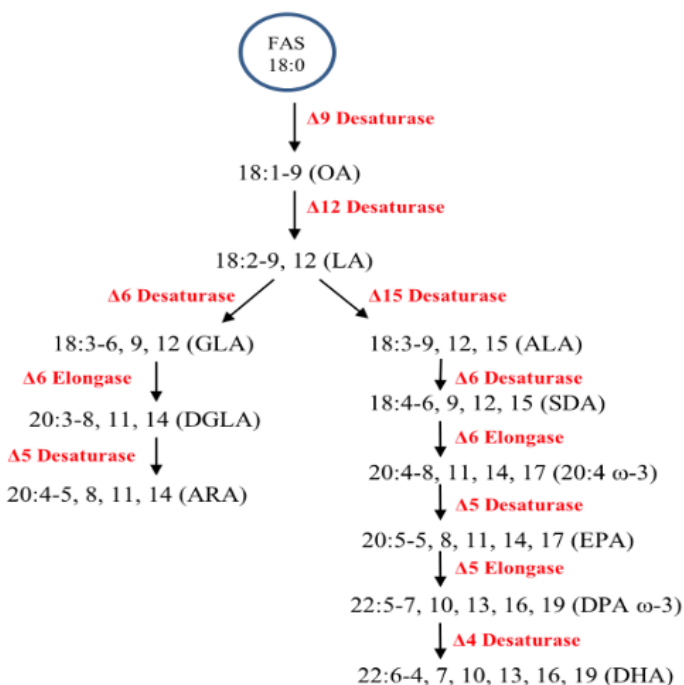 FAS
18:0
Δ9 Desaturase
18:1-9 (OA)
Δ12 Desaturase
18:2-9, 12 (LA)
Δ6 Desaturase
Δ15 Desaturase
18:3-6, 9, 12 (GLA)
18:3-9, 12, 15 (ALA)
Δ6 Elongase
Δ6 Desaturase
20:3-8, 11, 14 (DGLA)
18:4-6, 9, 12, 15 (SDA)
Δ5 Desaturase
Δ6 Elongase
20:4-5, 8, 11, 14 (ARA)
20:4-8, 11, 14, 17 (20:4 ω-3)
Δ5 Desaturase
20:5-5, 8, 11, 14, 17 (EPA)
Δ5 Elongase
22:5-7, 10, 13, 16, 19 (DPA ω-3)
Δ4 Desaturase
22:6-4, 7, 10, 13, 16, 19 (DHA)